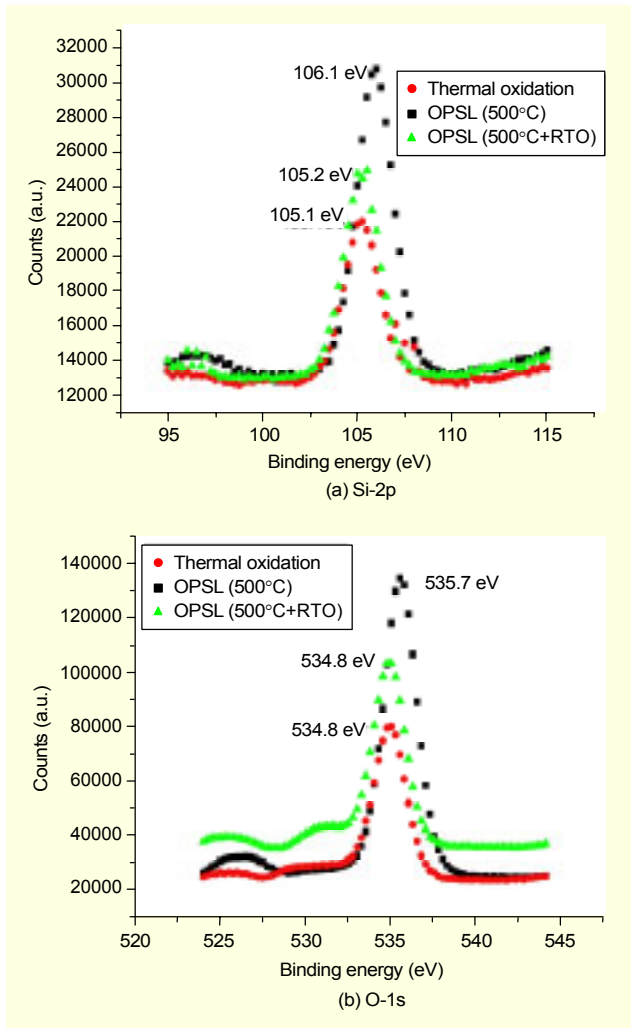 32000
30000
28000
26000
24000
22000
20000
18000
16000
14000
12000
Counts (a.u.)
106.1 eV
105.2 eV
105.1 eV
Thermal oxidation
OPSL (500°C)
OPSL (500°C+RTO)
95
100
105
110
115
Binding energy (eV)
(a) Si-2p
140000
120000
100000
80000
60000
40000
20000
Counts (a.u.)
Thermal oxidation
OPSL (500°C)
OPSL (500°C+RTO)
535.7 eV
534.8 eV
534.8 eV
520
525
530
535
540
545
Binding energy (eV)
(b) O-1s